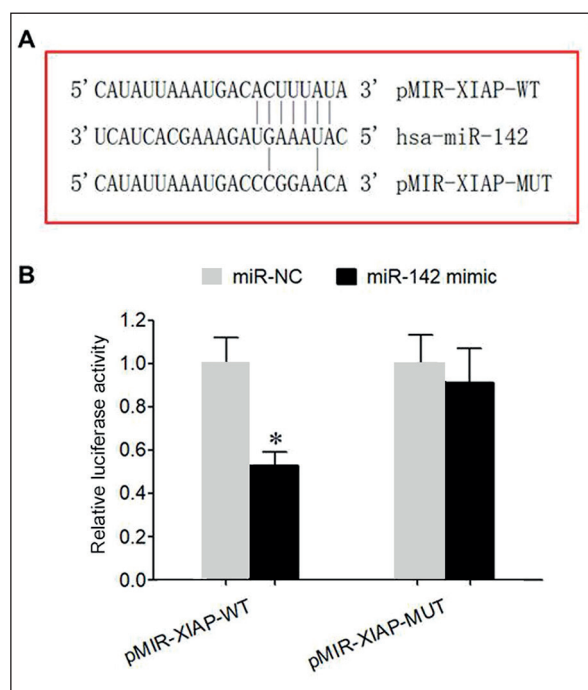 A
5' CAUAUUAAAUGACACUUUAUA 3' pMIR-XIAP-WT
3' UCAUCACGAAAGAUGAAAUAC 5' hsa-miR-142
5' CAUAUUAAAUGACCCGGAACA 3' pMIR-XIAP-MUT
B
miR-NC miR-142 mimic
Relative luciferase activity
1.2
1.0
0.8
0.6
0.4
0.2
0.0
*
pMIR-XIAP-WT
pMIR-XIAP-MUT